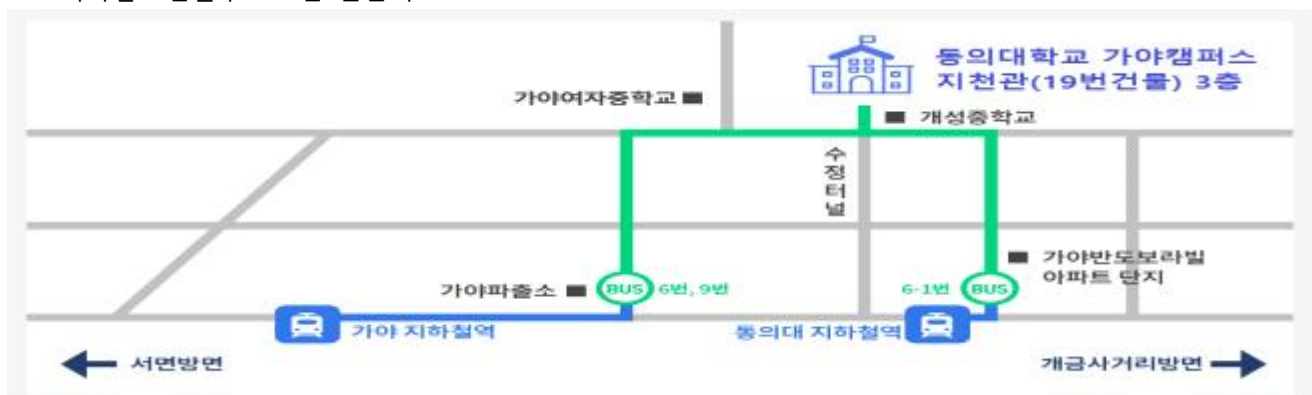 동의대학교 가야캠퍼스
지천관(19번건물) 3층
가야여자중학교
개성중학교
수정터널
가야반도보라빌
아파트 단지
가야파출소
BUS 6번, 9번
6-1번 BUS
가야 지하철역
동의대 지하철역
서면방면
개금사거리방면